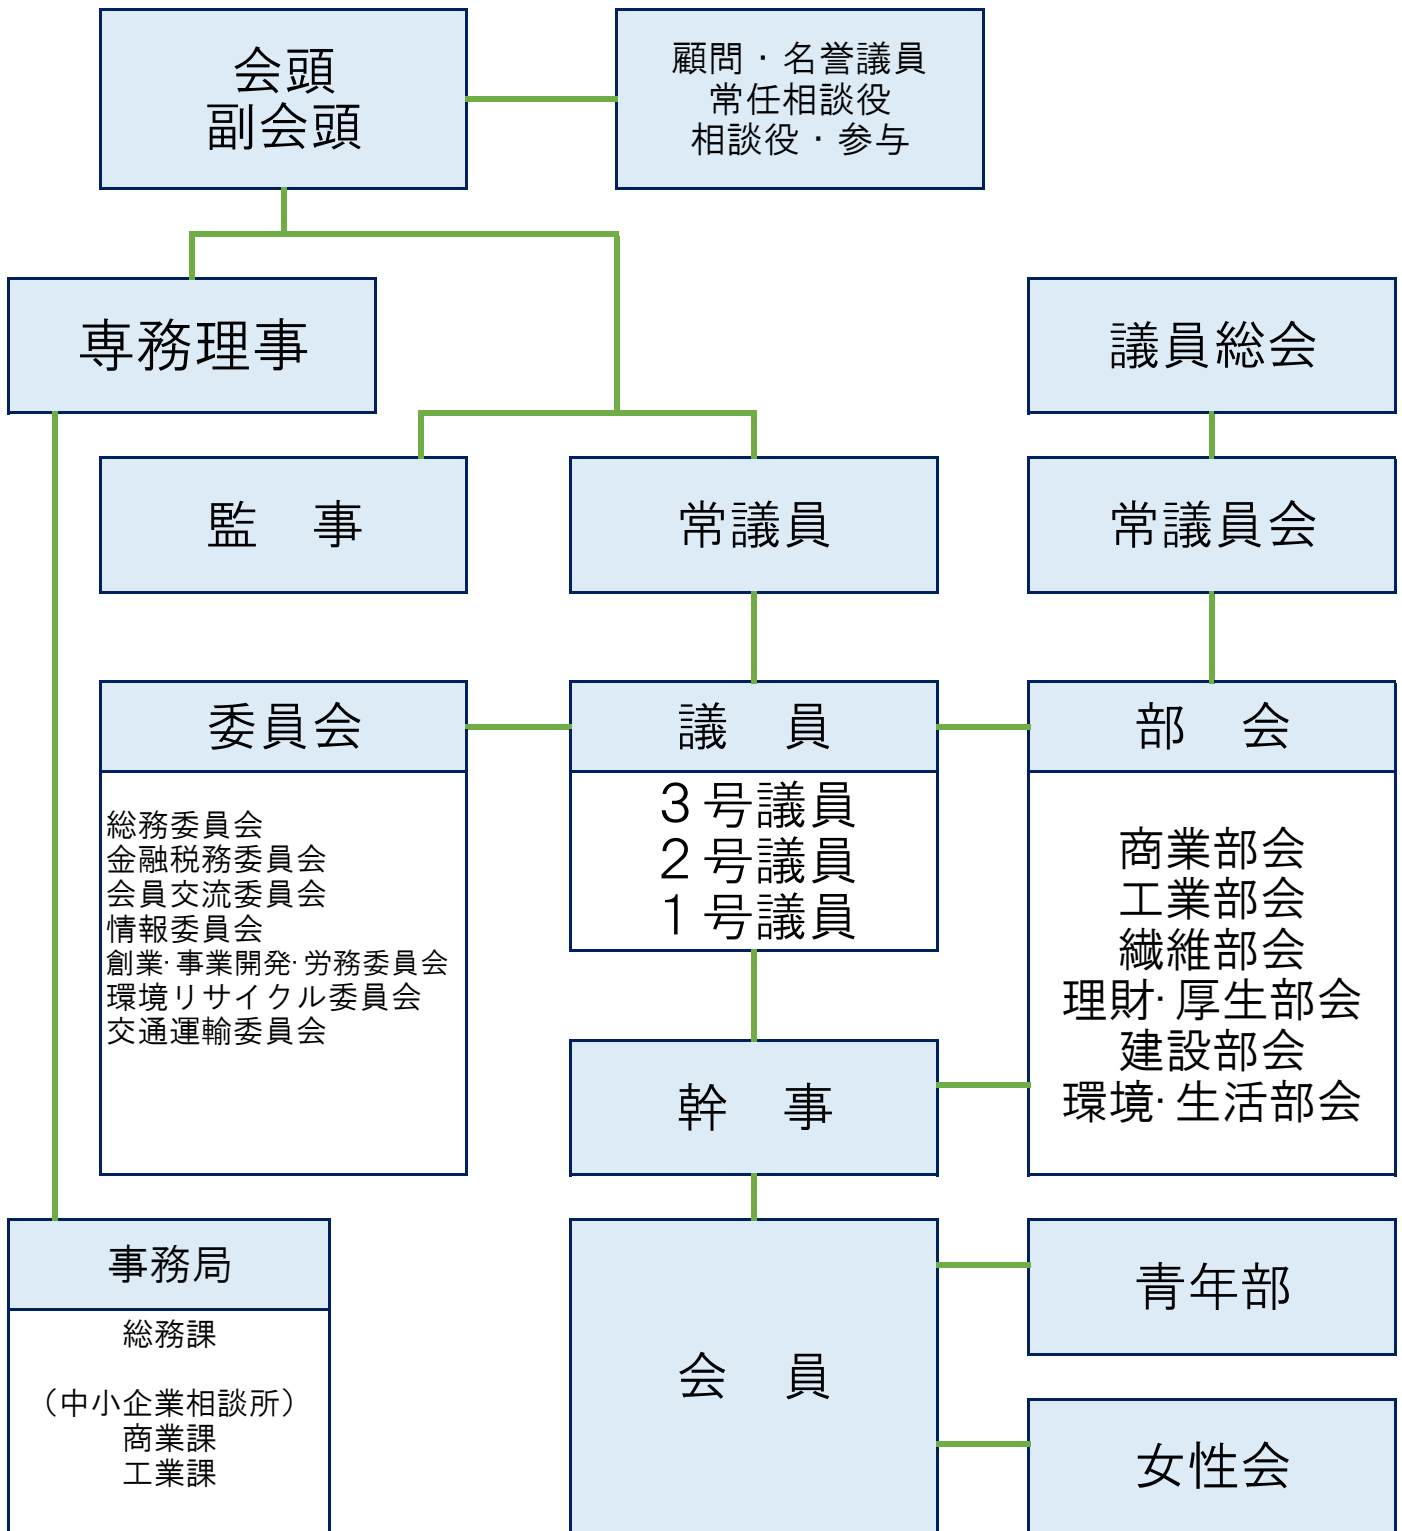 会頭
副会頭
顧問・名誉議員
常任相談役
相談役・参与
専務理事
議員総会
監　事
常議員
常議員会
委員会
総務委員会
金融税務委員会
会員交流委員会
情報委員会
創業･事業開発･労務委員会
環境リサイクル委員会
交通運輸委員会
議　員
３号議員
２号議員
１号議員
部　会
商業部会
工業部会
繊維部会
理財･厚生部会
建設部会
環境･生活部会
幹　事
事務局
総務課
（中小企業相談所）
商業課
工業課
会　員
青年部
女性会